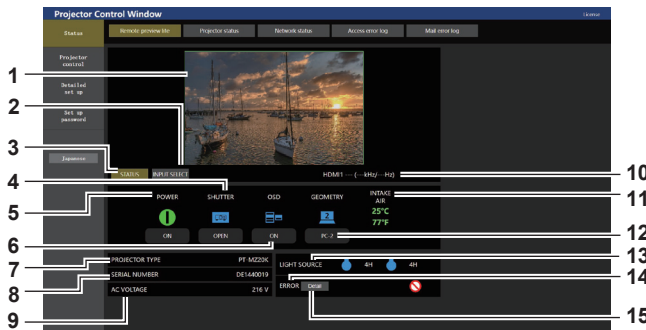 Projector Control Window
License
Status
Remote preview lite
Projector status
Network status
Access error log
Mail error log
Projector
control
Detailed
set up
Set up
password
Japanese
1
2
3
4
5
6
7
8
9
10
11
12
13
14
15
STATUS
INPUT SELECT
HDMI1 --- (---kHz/---Hz)
POWER
SHUTTER
OSD
GEOMETRY
INTAKE
AIR
25°C
77°F
ON
OPEN
ON
PC-2
PROJECTOR TYPE
PT-MZ20K
SERIAL NUMBER
DE1440019
AC VOLTAGE
216 V
LIGHT SOURCE
4H
4H
ERROR
Detail